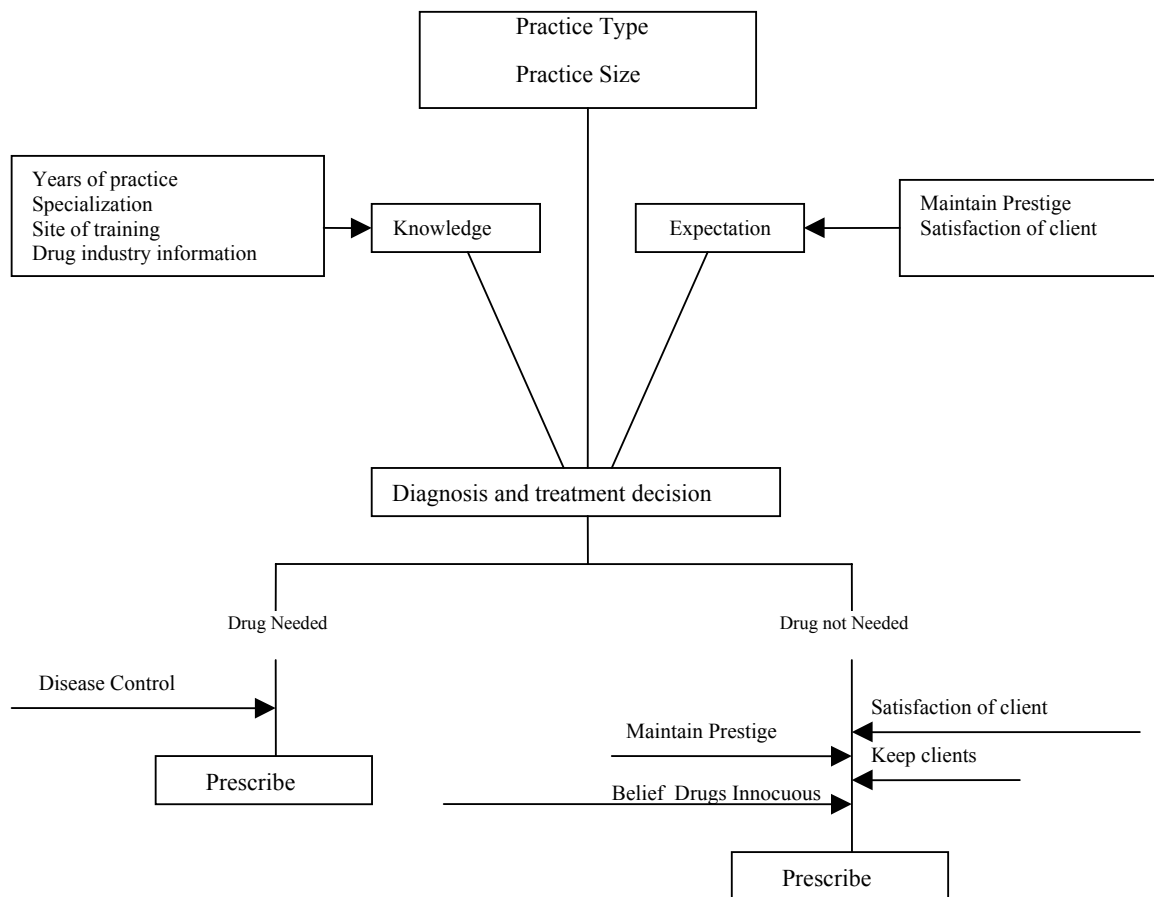 Practice Type
Practice Size
Years of practice
Specialization
Site of training
Drug industry information
Knowledge
Expectation
Maintain Prestige
Satisfaction of client
Diagnosis and treatment decision
Drug Needed
Drug not Needed
Disease Control
Satisfaction of client
Maintain Prestige
Keep clients
Belief Drugs Innocuous
Prescribe
Prescribe